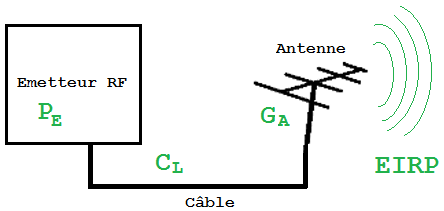 Antenne
Emetteur RF
PE
GA
CL
EIRP
Câble